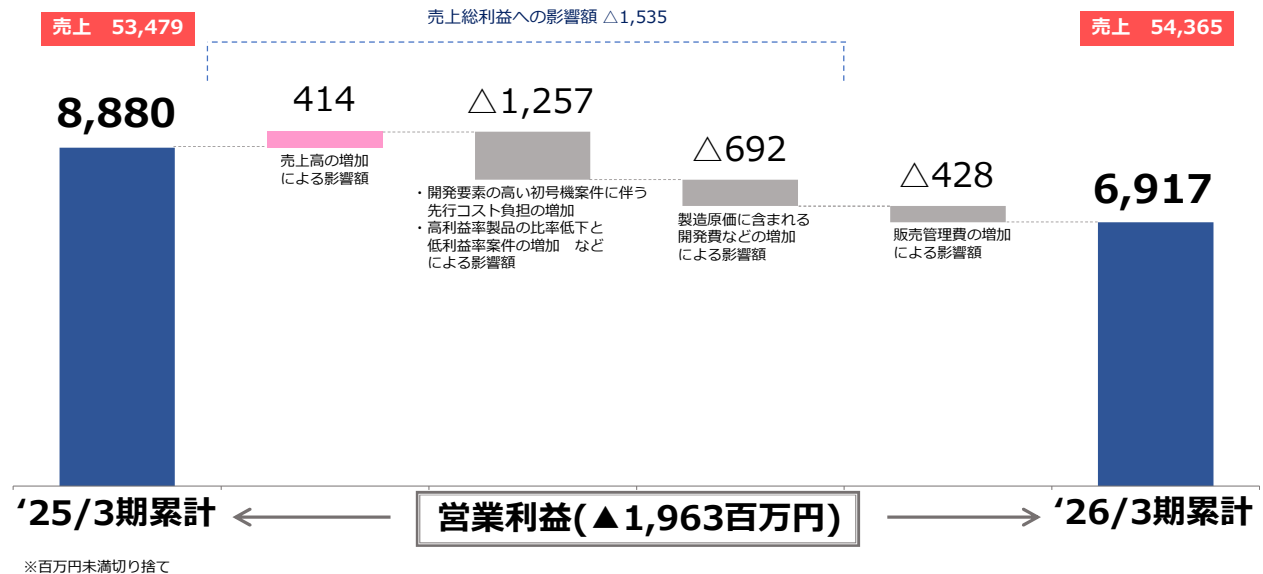 売上総利益への影響額 △1,535
売上　53,479
売上　54,365
8,880
414
△1,257
△692
△428
6,917
売上高の増加
による影響額
・開発要素の高い初号機案件に伴う
先行コスト負担の増加
・高利益率製品の比率低下と
低利益率案件の増加　など
による影響額
製造原価に含まれる
開発費などの増加
による影響額
販売管理費の増加
による影響額
‘25/3期累計
営業利益(▲1,963百万円)
‘26/3期累計
※百万円未満切り捨て